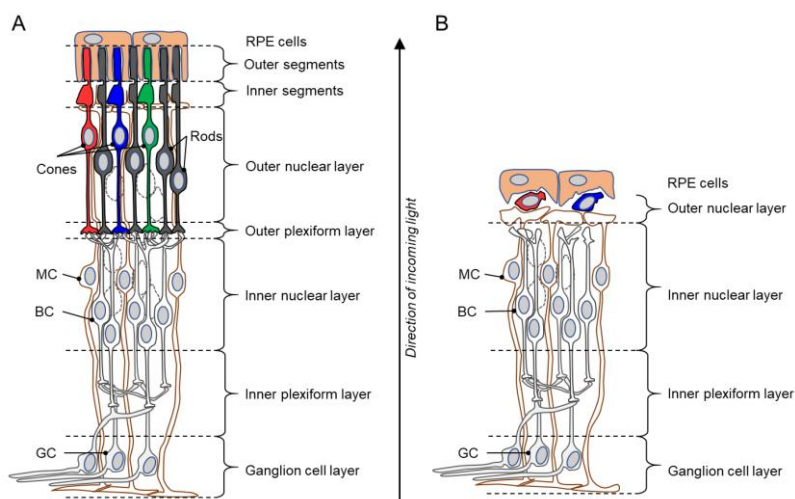 A
RPE cells
Outer segments
Inner segments
Rods
Cones
Outer nuclear layer
Outer plexiform layer
MC
BC
Inner nuclear layer
Inner plexiform layer
GC
Ganglion cell layer
Direction of incoming light
B
RPE cells
Outer nuclear layer
MC
BC
Inner nuclear layer
Inner plexiform layer
GC
Ganglion cell layer